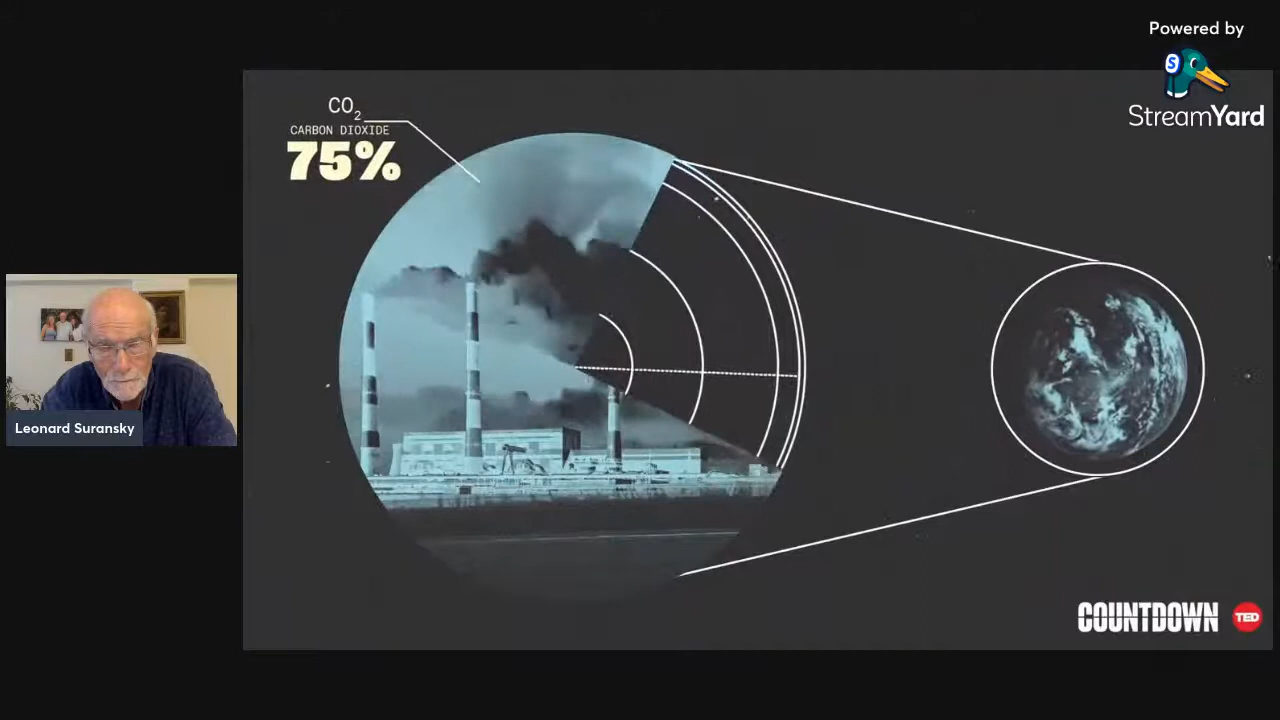 Powered by
StreamYard
CO₂
CARBON DIOXIDE
75%
Leonard Suransky
COUNTDOWN
TED